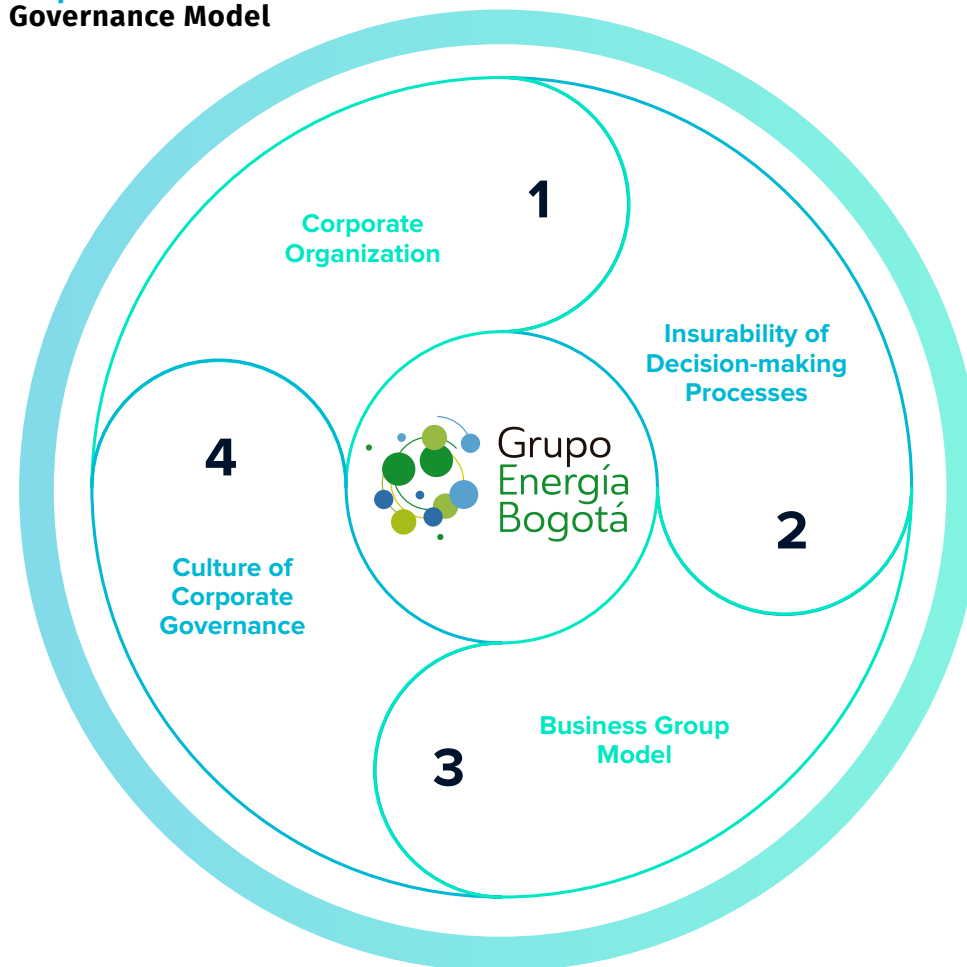 Governance Model
1
Corporate
Organization
Insurability of
Decision-making
Processes
2
Grupo
Energía
Bogotá
4
Culture of
Corporate
Governance
3
Business Group
Model